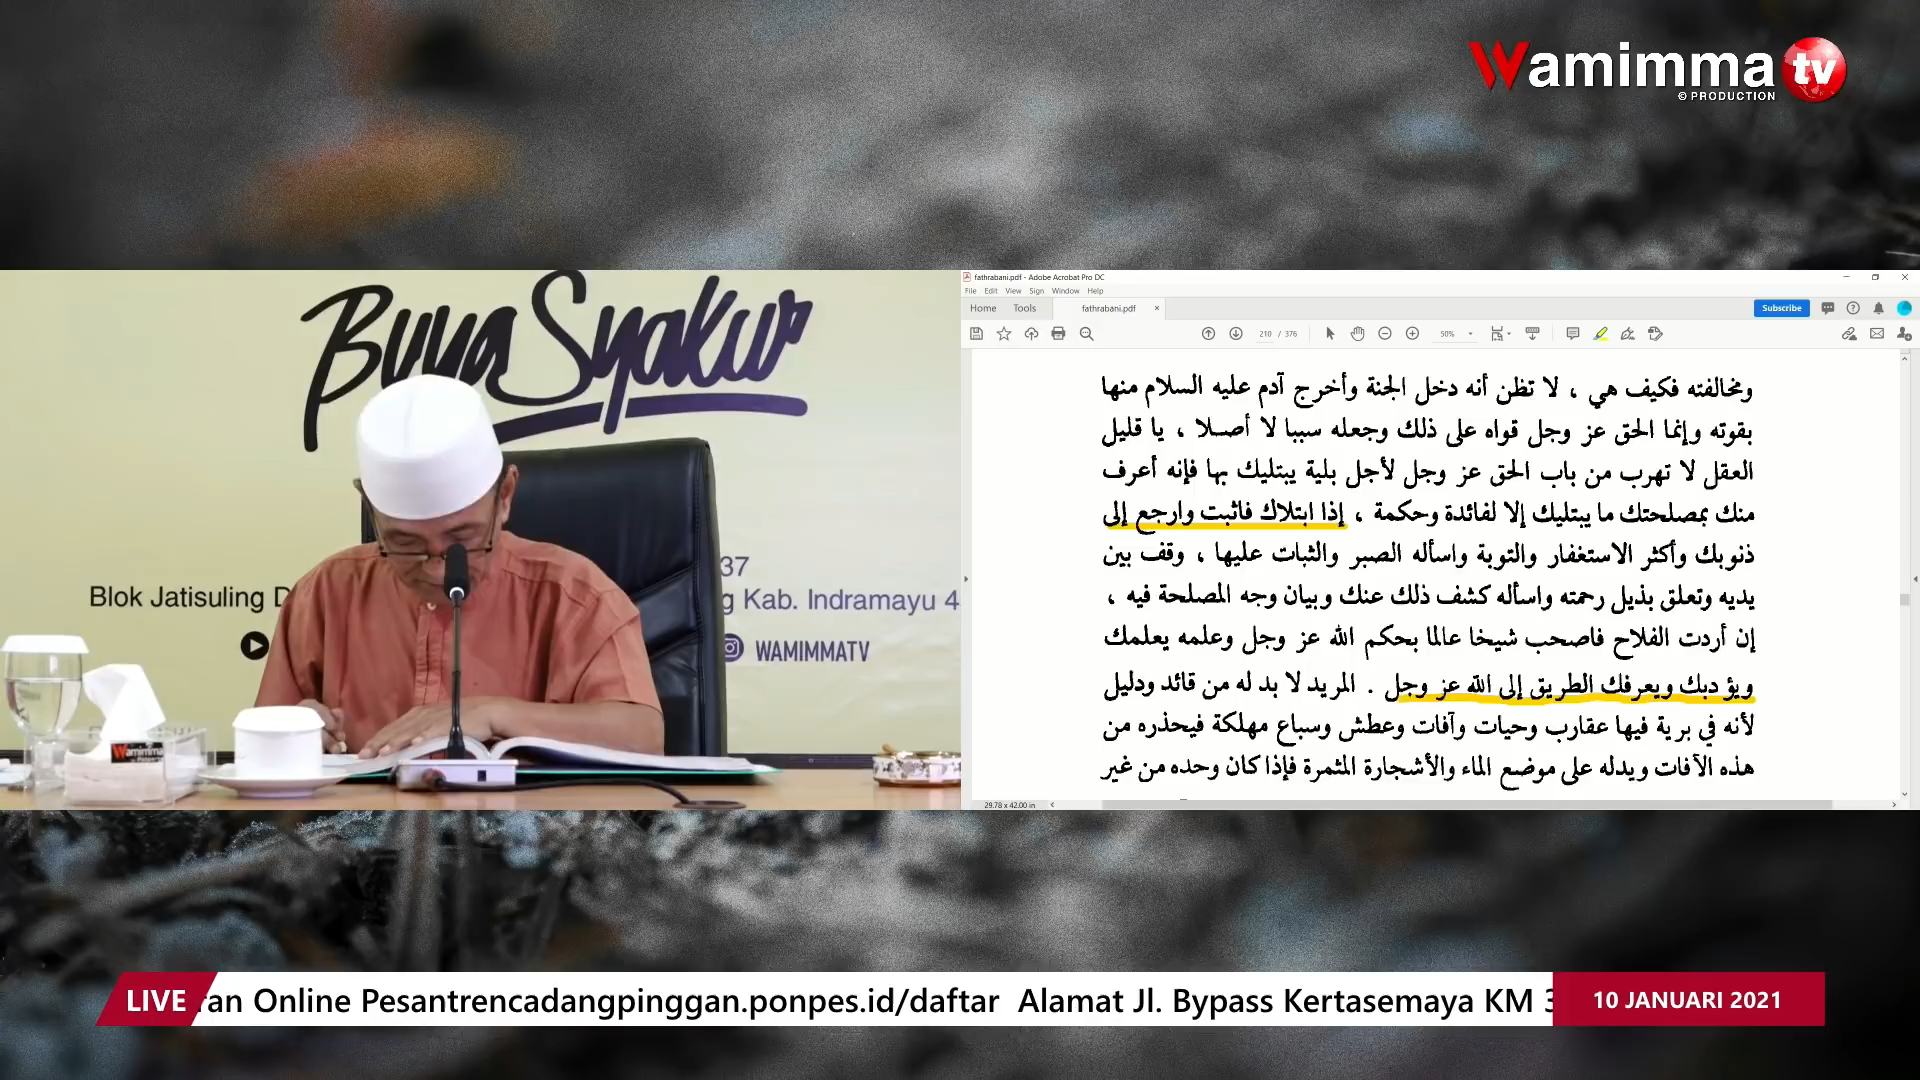 Wamimma tv
© PRODUCTION
Buya Syakur
37
Blok Jatisuling D
g Kab. Indramayu 4
WAMIMMATV
Wamimma
fathrabani.pdf - Adobe Acrobat Pro DC
File Edit View Sign Window Help
Home Tools fathrabani.pdf × Subscribe
210 / 376 50%
ومخالفته فكيف هي ، لا تظن أنه دخل الجنة وأخرج آدم عليه السلام منها
بقوته وإنما الحق عز وجل قواه على ذلك وجعله سببا لا أصلا ، يا قليل
العقل لا تهرب من باب الحق عز وجل لأجل بلية يبتليك بها فإنه أعرف
منك بمصلحتك ما يبتليك إلا لفائدة وحكمة ، إذا ابتلاك فاثبت وارجع إلى
ذنوبك وأكثر الاستغفار والتوبة واسأله الصبر والثبات عليها ، وقف بين
يديه وتعلق بذيل رحمته واسأله كشف ذلك عنك وبيان وجه المصلحة فيه ،
إن أردت الفلاح فاصحب شيخا عالما بحكم الله عز وجل وعلمه يعلمك
ويؤدبك ويعرفك الطريق إلى الله عز وجل . المريد لا بد له من قائد ودليل
لأنه في برية فيها عقارب وحيات وآفات وعطش وسباع مهلكة فيحذره من
هذه الآفات ويدله على موضع الماء والأشجارة المثمرة فإذا كان وحده من غير
29.78 x 42.00 in
LIVE ran Online Pesantrencadangpinggan.ponpes.id/daftar Alamat Jl. Bypass Kertasemaya KM 3 10 JANUARI 2021